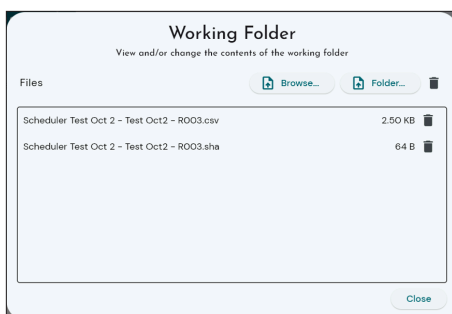 Working Folder
View and/or change the contents of the working folder
Files Browse... Folder...
Scheduler Test Oct 2 - Test Oct2 - R003.csv 2.50 KB
Scheduler Test Oct 2 - Test Oct2 - R003.sha 64 B
Close